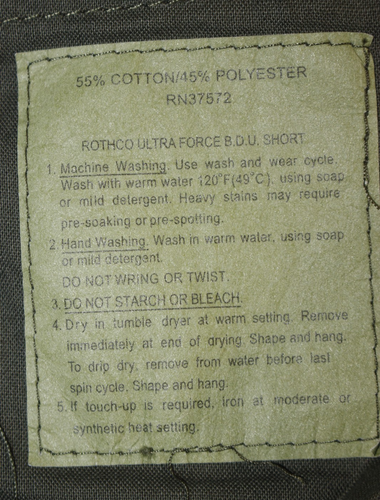 55% COTTON/45% POLYESTER
RN37572
ROTHCO ULTRA FORCE B.D.U. SHORT
1. Machine Washing. Use wash and wear cycle.
Wash with warm water 120°F(49°C), using soap
or mild detergent. Heavy stains may require
pre-soaking or pre-spotting.
2. Hand Washing. Wash in warm water, using soap
or mild detergent.
DO NOT WRING OR TWIST.
3. DO NOT STARCH OR BLEACH.
4. Dry in tumble dryer at warm setting. Remove
immediately at end of drying. Shape and hang.
To drip dry, remove from water before last
spin cycle. Shape and hang.
5. If touch-up is required, iron at moderate or
synthetic heat setting.